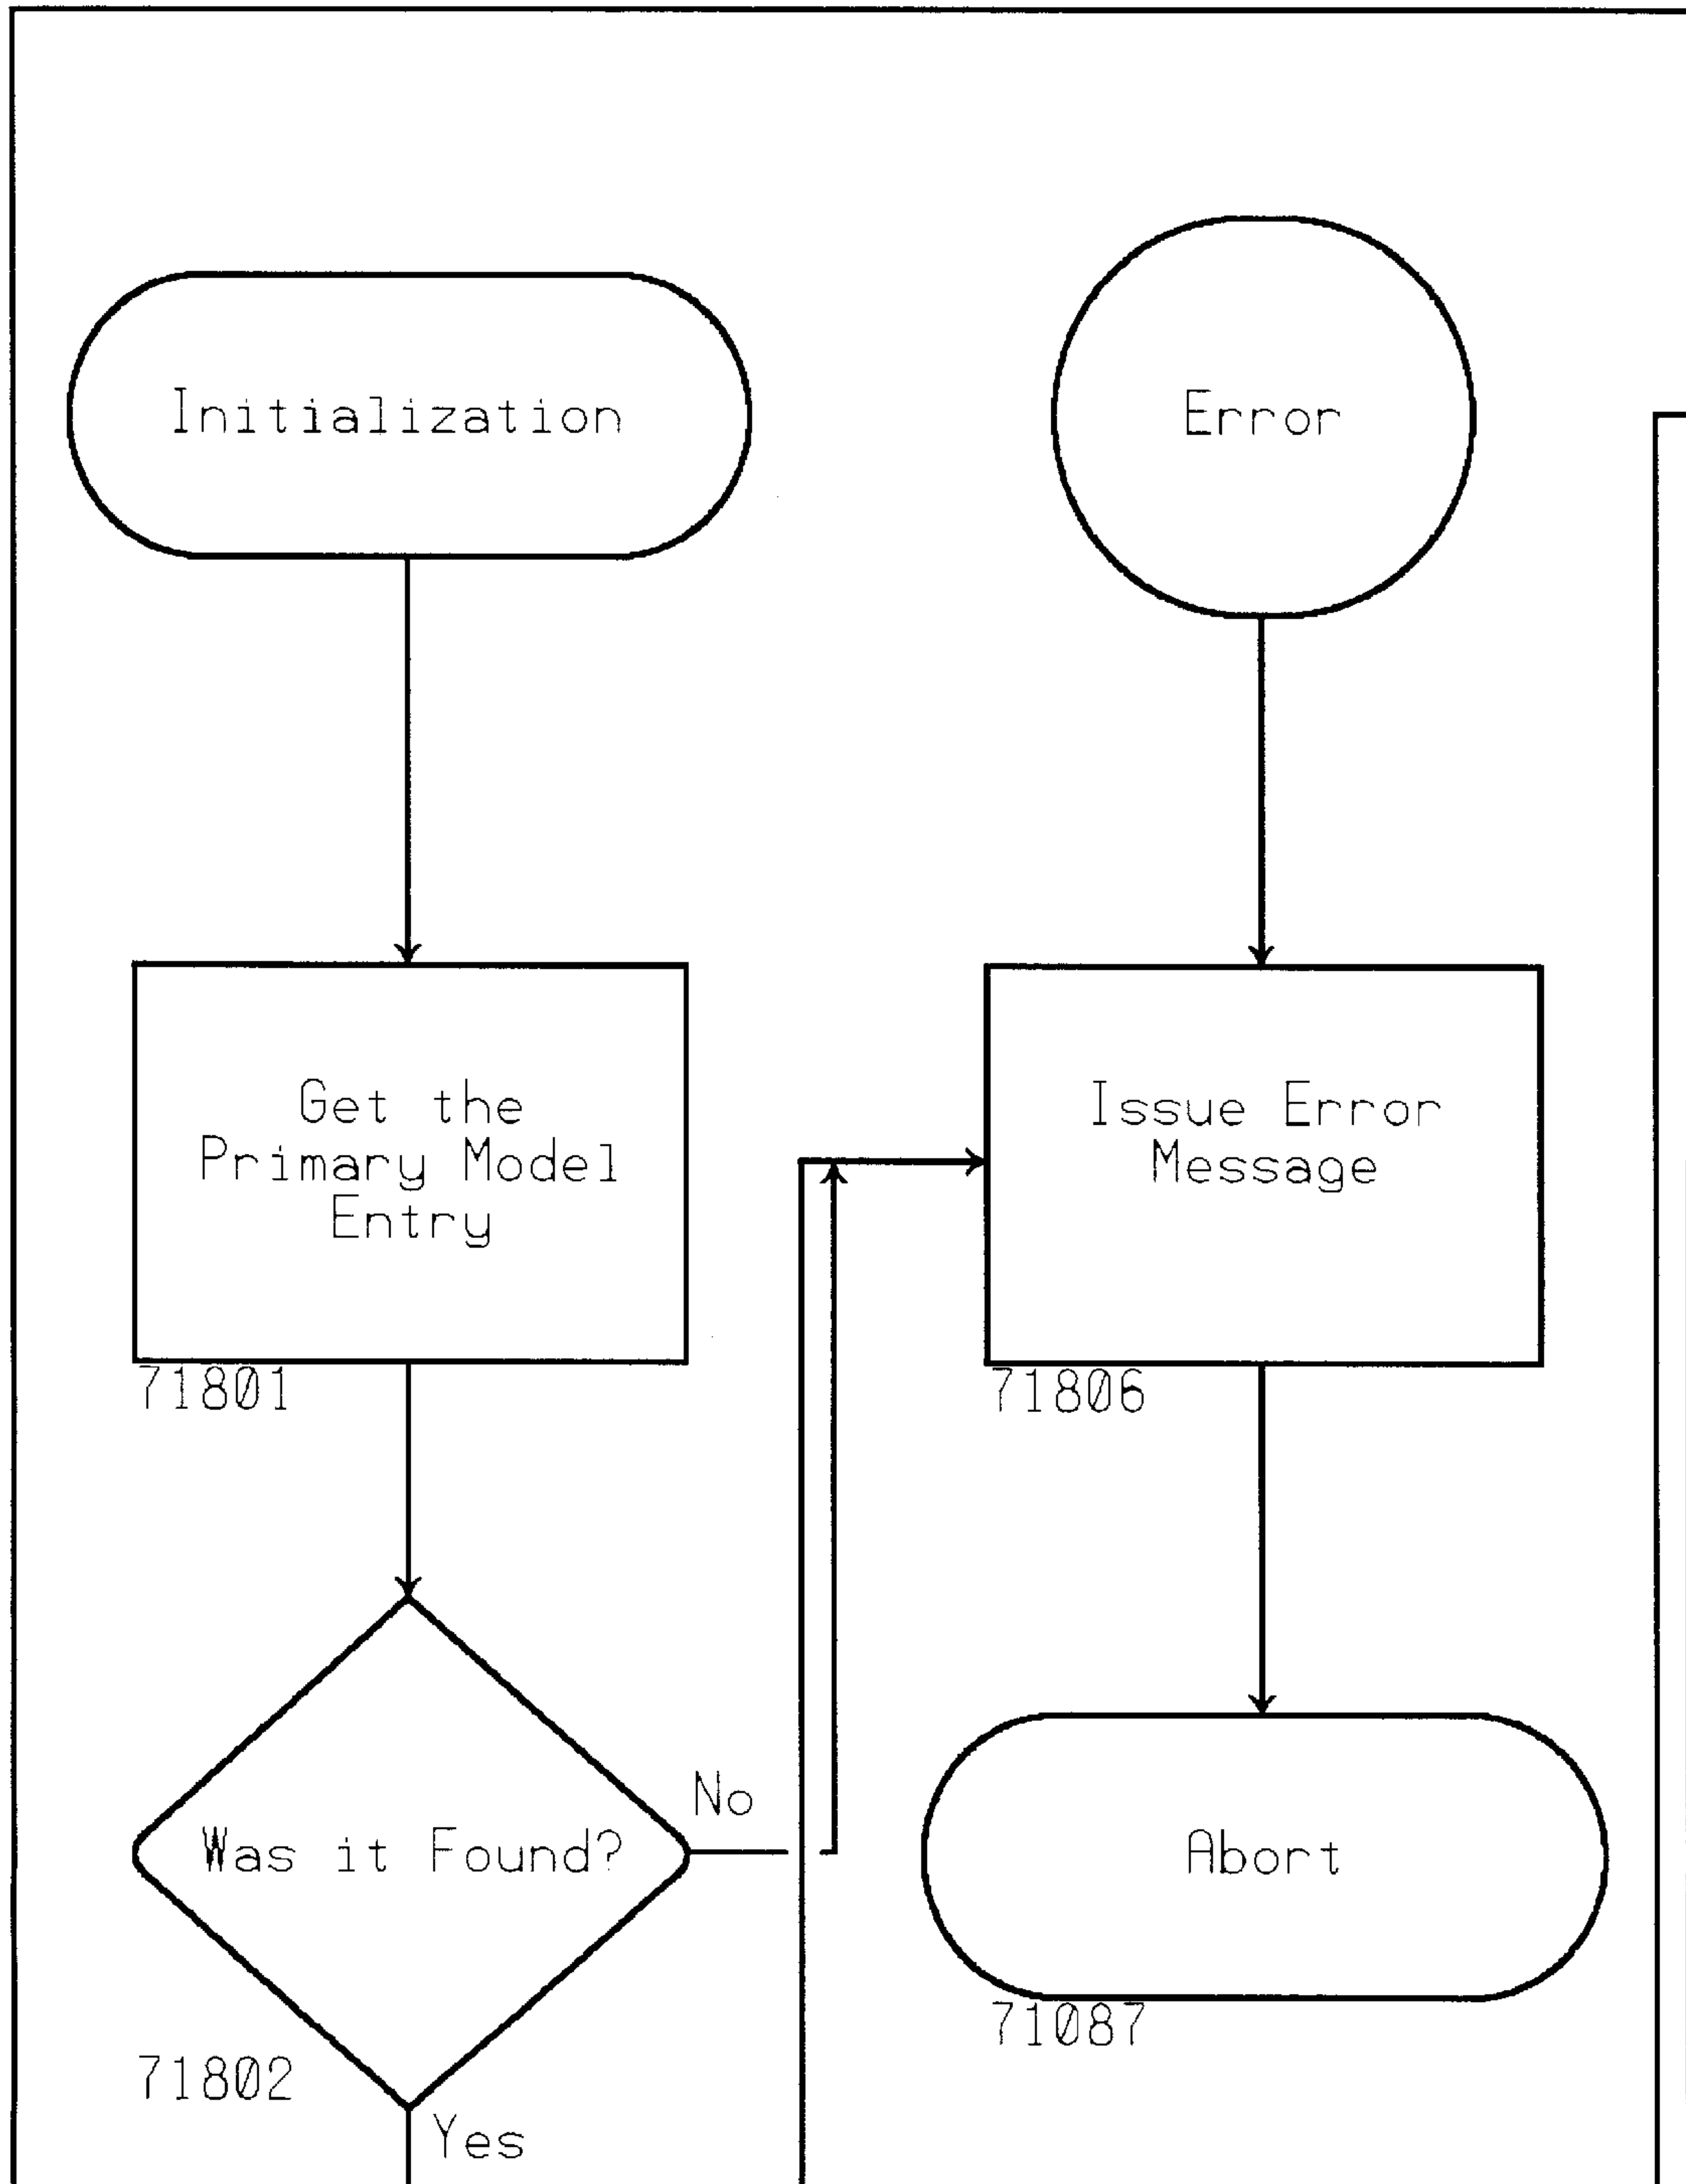 Initialization
Error
Get the
Primary Model
Entry
71801
Issue Error
Message
71806
Was it Found?
No
71802
Yes
Abort
71087